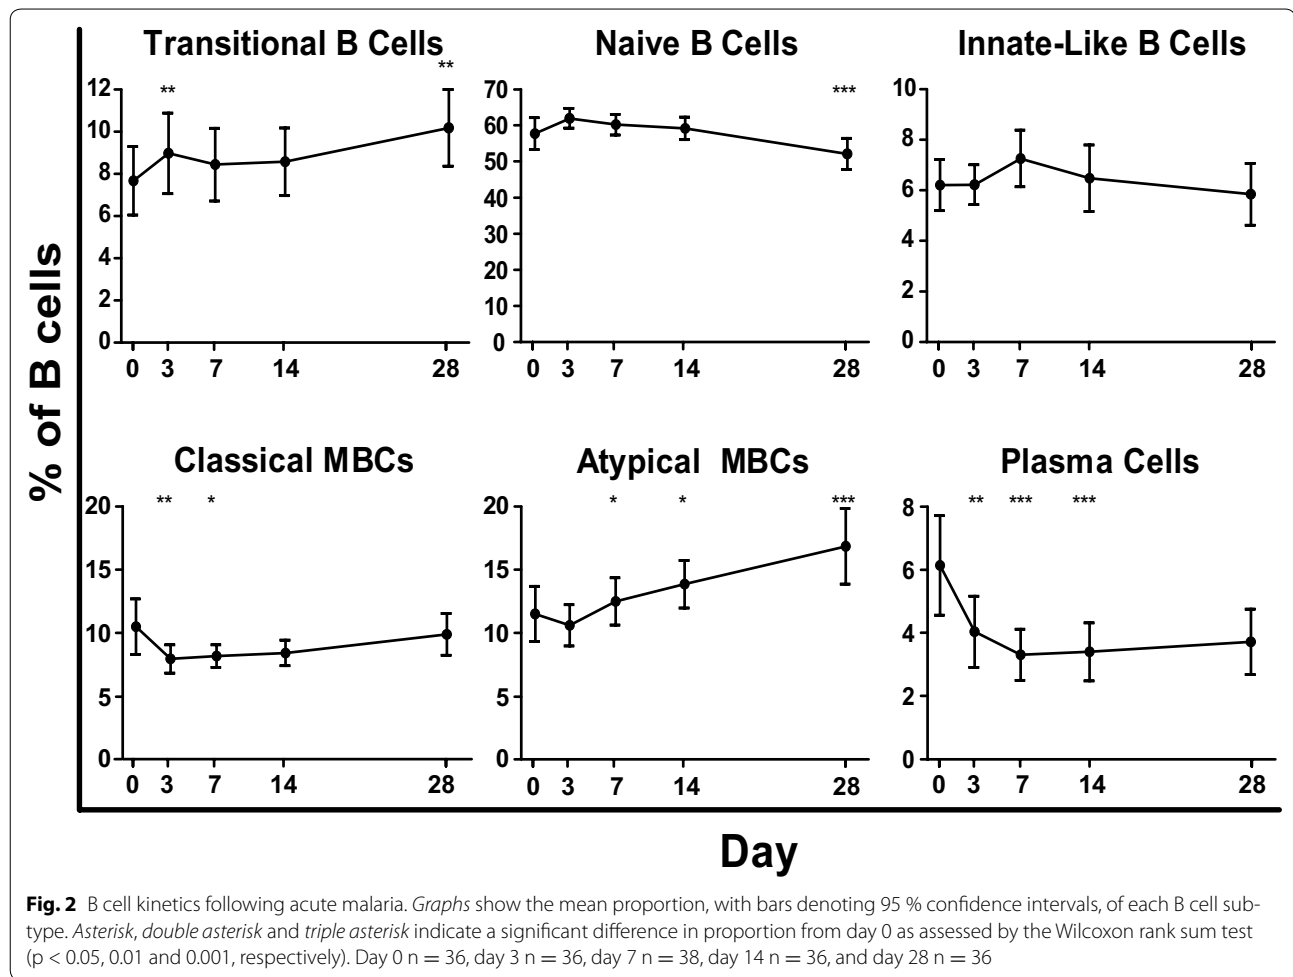 Transitional B Cells
**
**
12
10
8
6
4
2
0
0 3 7 14 28
Naive B Cells
***
70
60
50
40
30
20
10
0
0 3 7 14 28
Innate-Like B Cells
10
8
6
4
2
0
0 3 7 14 28
% of B cells
Classical MBCs
** *
20
15
10
5
0
0 3 7 14 28
Atypical MBCs
* * ***
20
15
10
5
0
0 3 7 14 28
Plasma Cells
** *** ***
8
6
4
2
0
0 3 7 14 28
Day
Fig. 2 B cell kinetics following acute malaria. Graphs show the mean proportion, with bars denoting 95 % confidence intervals, of each B cell sub-
type. Asterisk, double asterisk and triple asterisk indicate a significant difference in proportion from day 0 as assessed by the Wilcoxon rank sum test
(p < 0.05, 0.01 and 0.001, respectively). Day 0 n = 36, day 3 n = 36, day 7 n = 38, day 14 n = 36, and day 28 n = 36